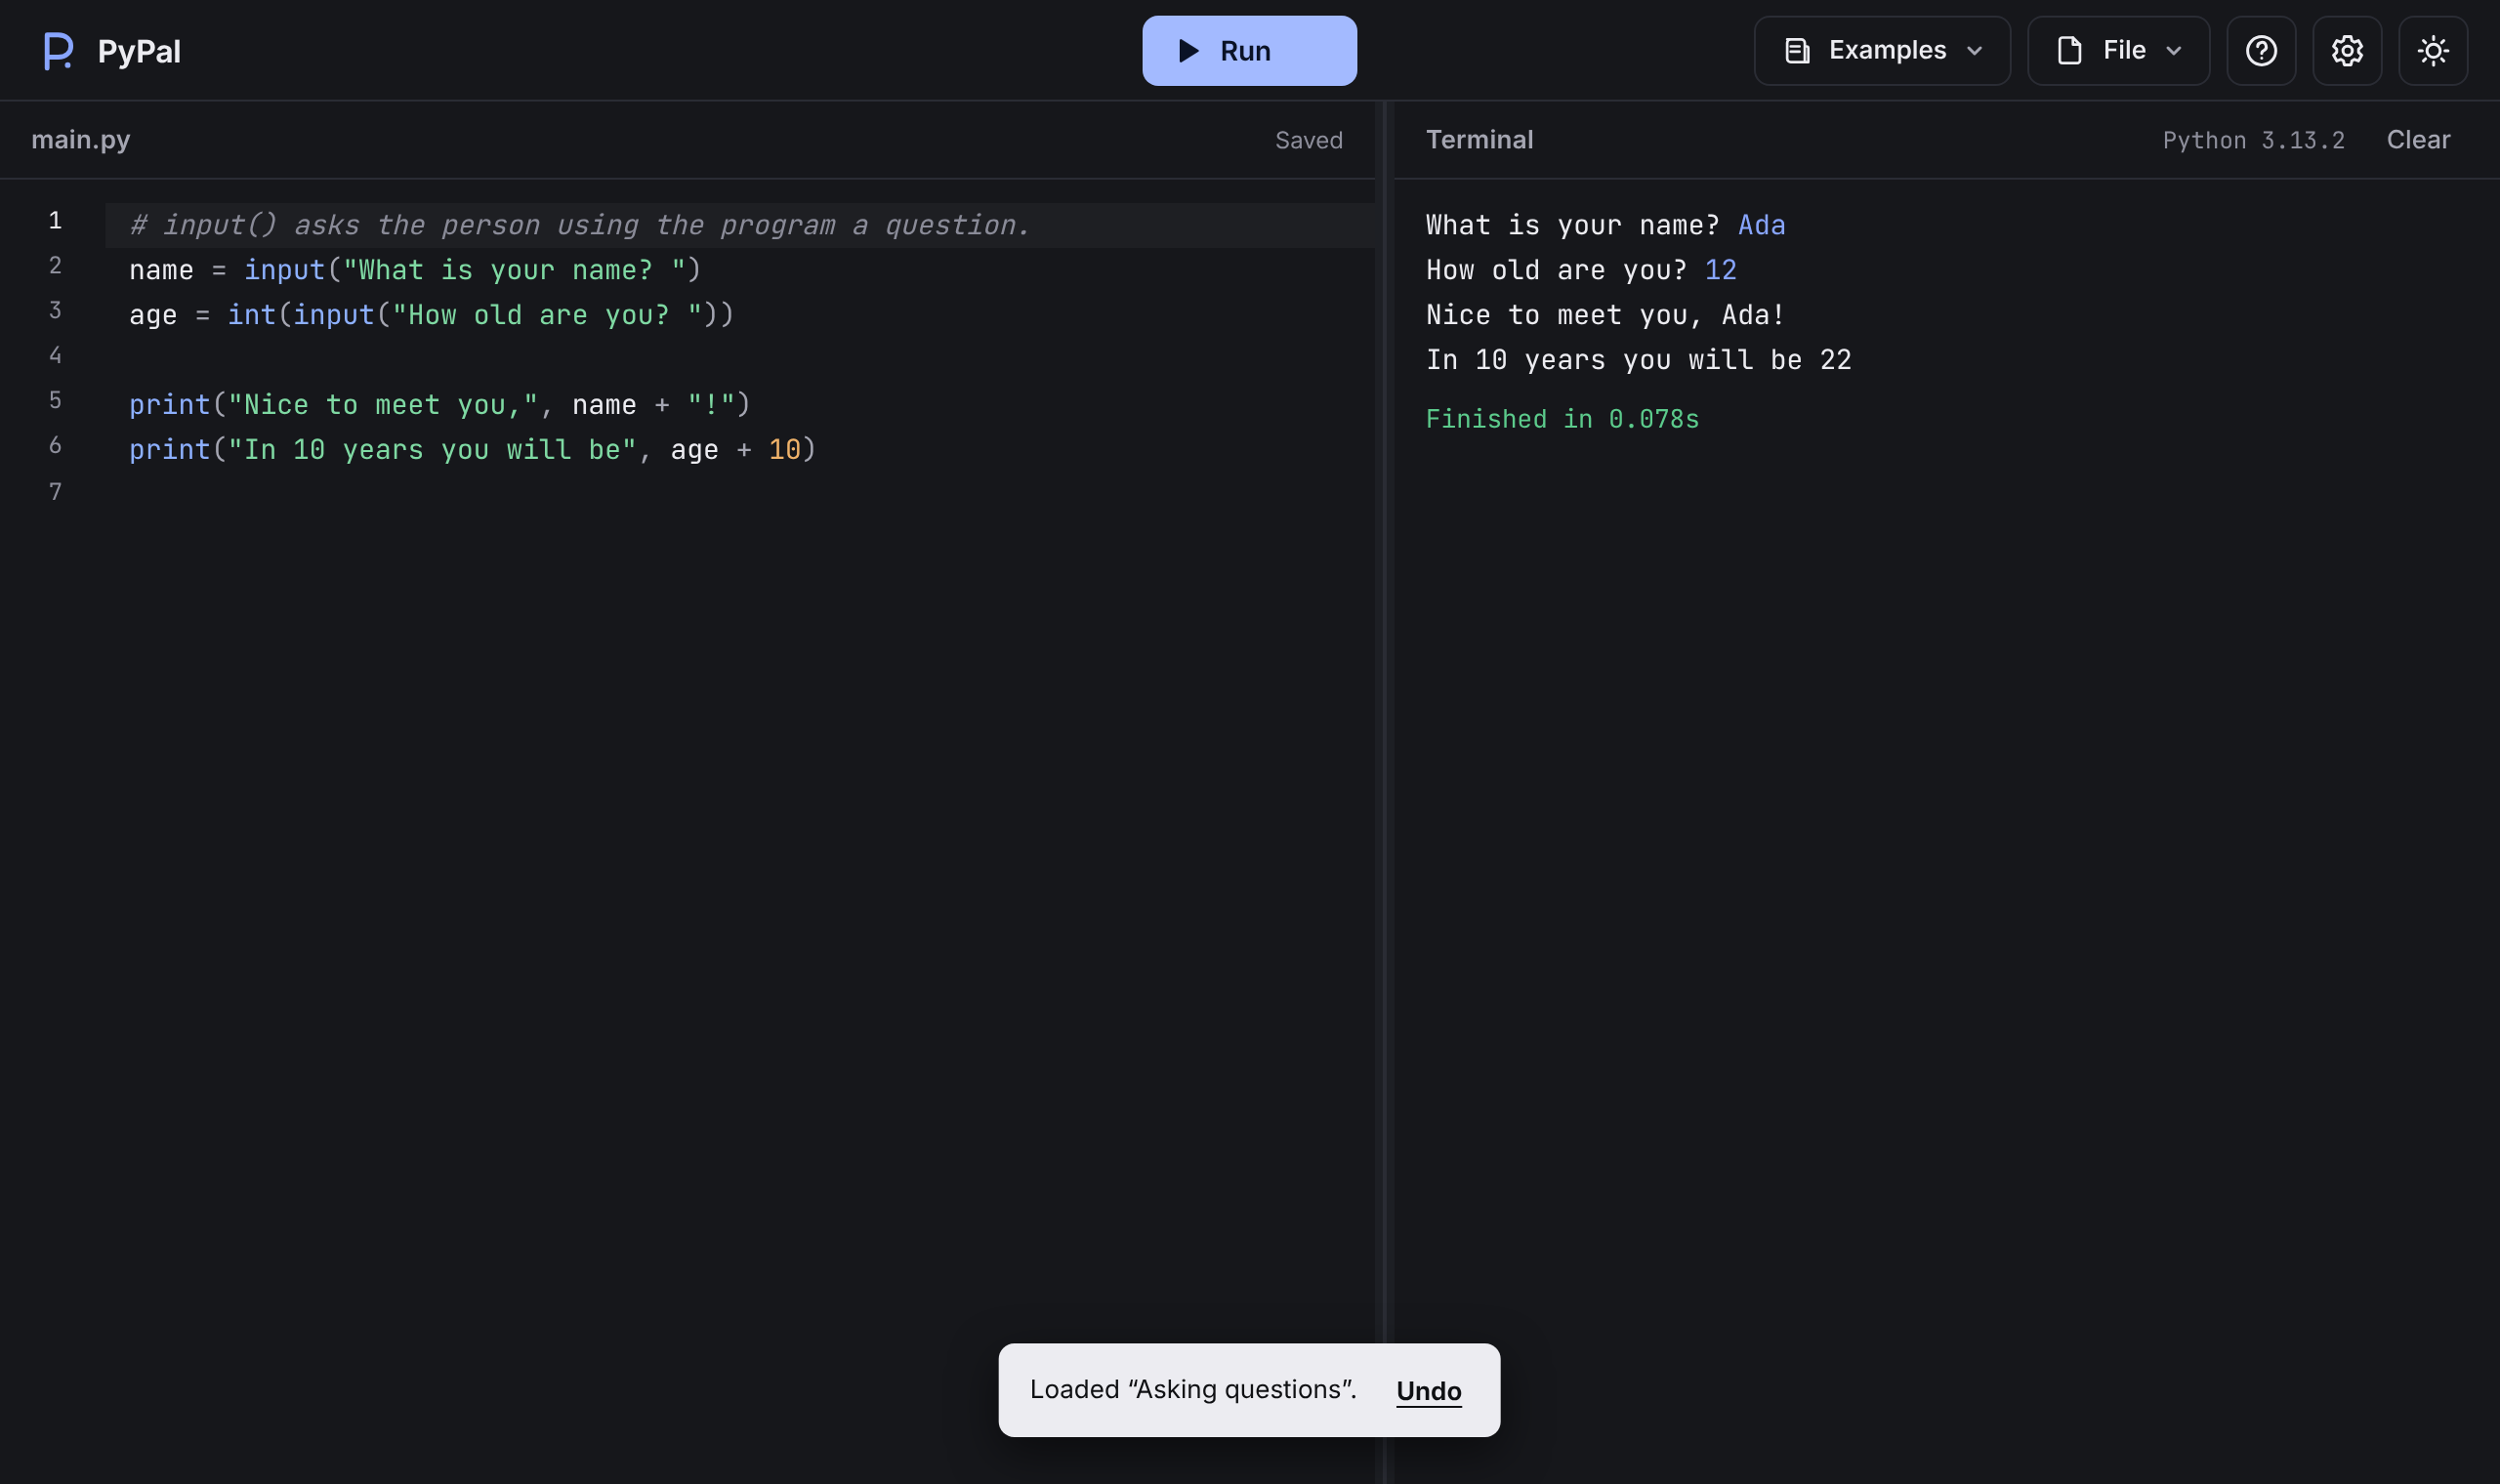 PyPal
Run
Examples
File
main.py
Saved
1 # input() asks the person using the program a question.
2 name = input("What is your name? ")
3 age = int(input("How old are you? "))
4
5 print("Nice to meet you,", name + "!")
6 print("In 10 years you will be", age + 10)
7
Terminal
Python 3.13.2
Clear
What is your name? Ada
How old are you? 12
Nice to meet you, Ada!
In 10 years you will be 22
Finished in 0.078s
Loaded “Asking questions”. Undo